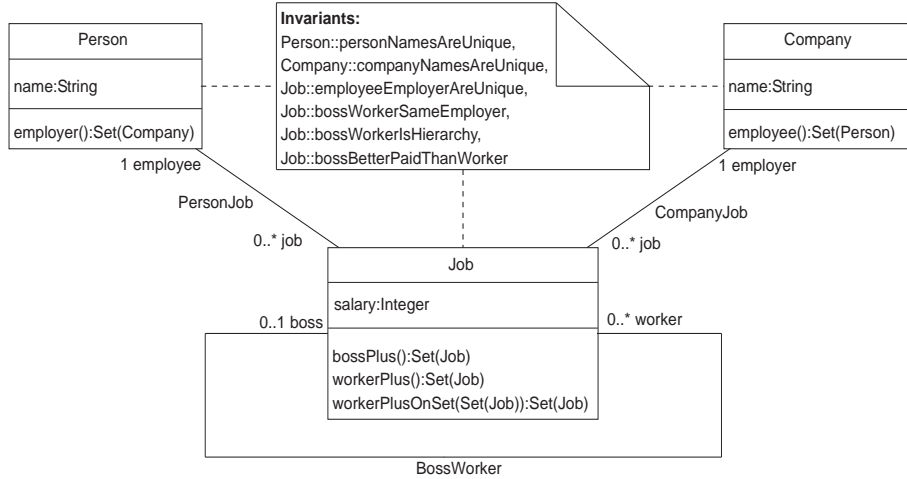 Person
name:String
employer():Set(Company)
Invariants:
Person::personNamesAreUnique,
Company::companyNamesAreUnique,
Job::employeeEmployerAreUnique,
Job::bossWorkerSameEmployer,
Job::bossWorkerIsHierarchy,
Job::bossBetterPaidThanWorker
Company
name:String
employee():Set(Person)
1 employee
1 employer
PersonJob
CompanyJob
0..* job
0..* job
Job
salary:Integer
0..1 boss
0..* worker
bossPlus():Set(Job)
workerPlus():Set(Job)
workerPlusOnSet(Set(Job)):Set(Job)
BossWorker